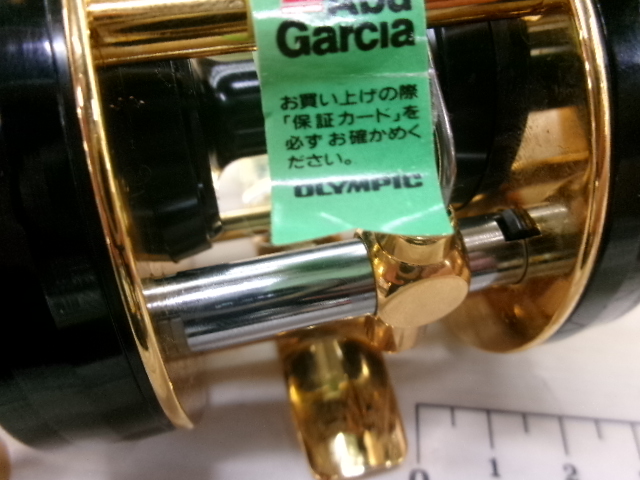 Abu
Garcia
お買い上げの際
「保証カード」を
必ずお確かめく
ださい。
OLYMPIC
0 1 2